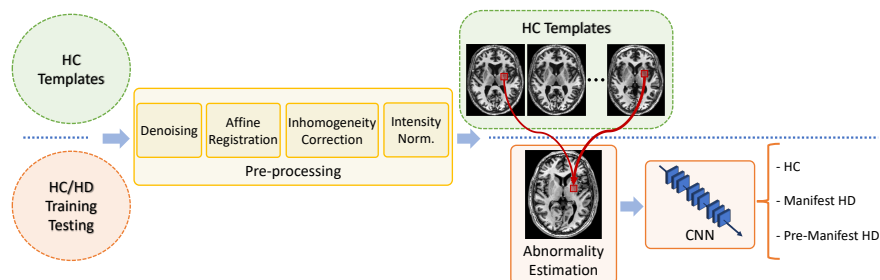 HC
Templates
HC/HD
Training
Testing
Denoising
Affine
Registration
Inhomogeneity
Correction
Intensity
Norm.
Pre-processing
HC Templates
...
Abnormality
Estimation
CNN
- HC
- Manifest HD
- Pre-Manifest HD